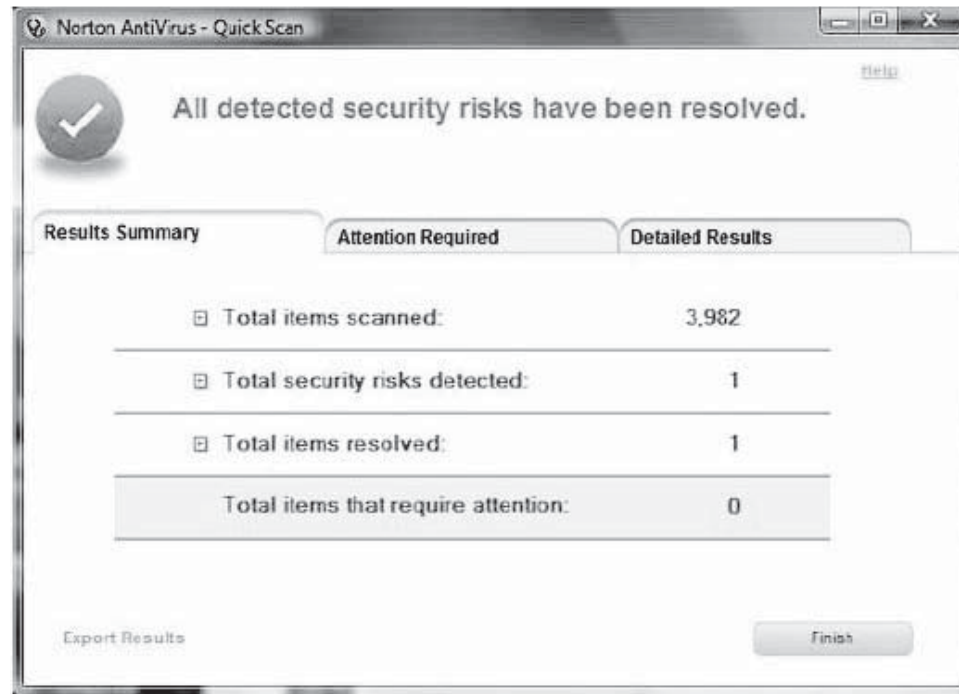 Norton AntiVirus - Quick Scan
Help
All detected security risks have been resolved.
Results Summary
Attention Required
Detailed Results
Total items scanned: 3,982
Total security risks detected: 1
Total items resolved: 1
Total items that require attention: 0
Export Results
Finish